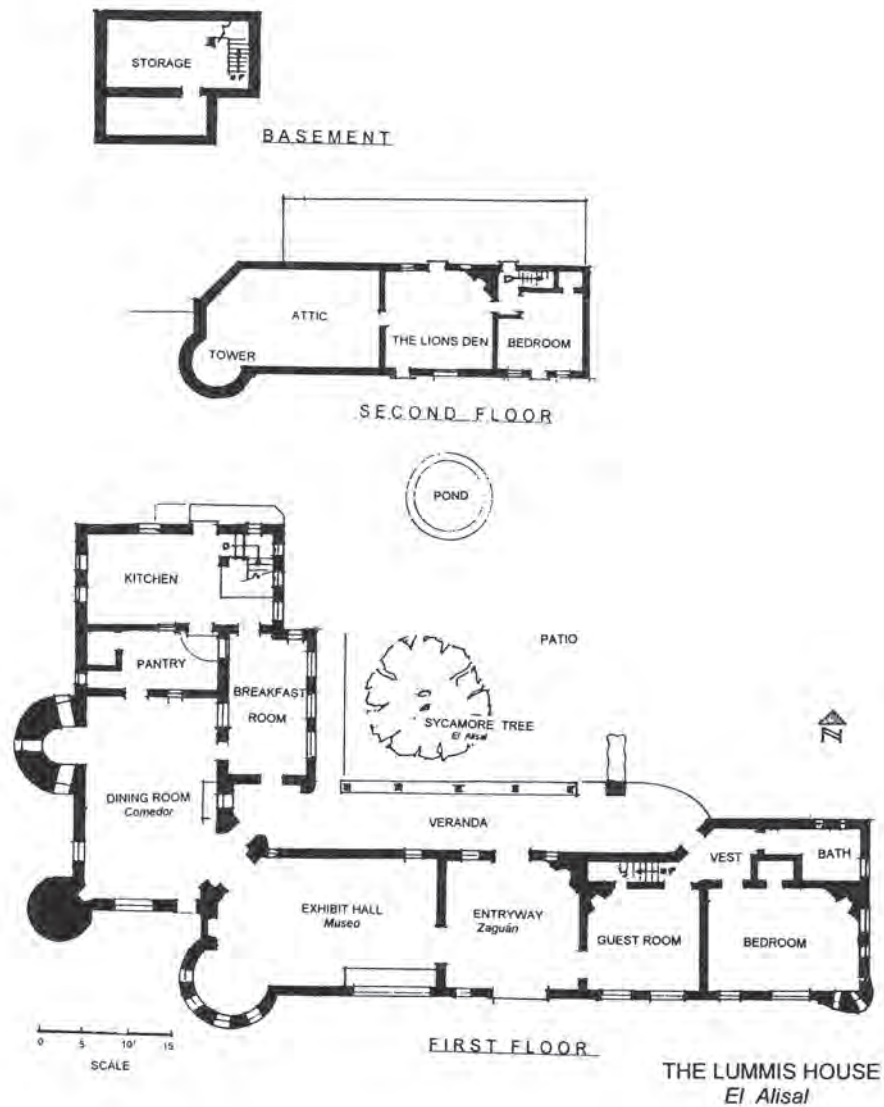 STORAGE
UP
BASEMENT
ATTIC
D
TOWER
THE LIONS DEN
BEDROOM
SECOND FLOOR
POND
D
KITCHEN
PATIO
PANTRY
BREAKFAST
ROOM
SYCAMORE TREE
El Alisal
N
DINING ROOM
Comedor
VERANDA
VEST
BATH
UP
EXHIBIT HALL
Museo
ENTRYWAY
Zaguán
GUEST ROOM
BEDROOM
0 5 10' 15
SCALE
FIRST FLOOR
THE LUMMIS HOUSE
El Alisal